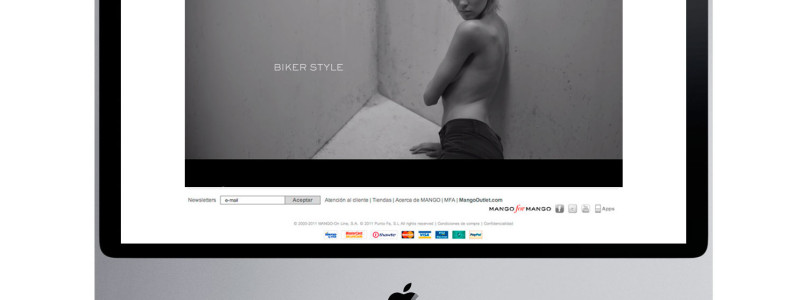 BIKER STYLE
Newsletters e-mail Aceptar Atención al cliente | Tiendas | Acerca de MANGO | MFA | MangoOutlet.com
MANGO for MANGO Apps
© 2000-2011 MANGO On Line, S.A. © 2011 Punto Fa, S.L. All rights reserved | Condiciones de compra | Confidencialidad
VISA PayPal